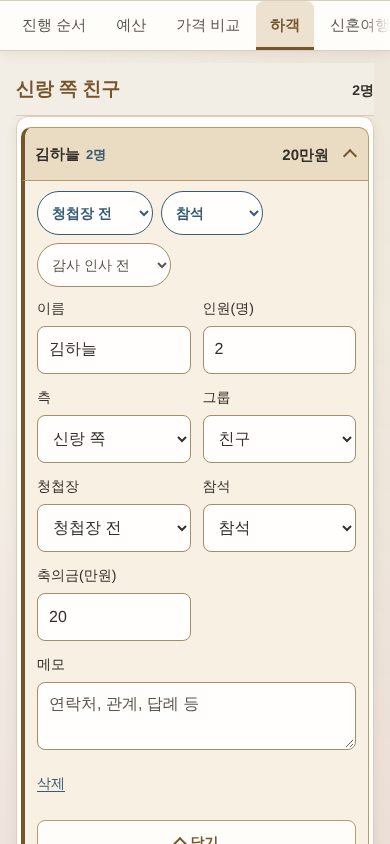 진행 순서 예산 가격 비교 하객 신혼여행
신랑 쪽 친구 2명
김하늘 2명 20만원
청첩장 전 참석
감사 인사 전
이름 인원(명)
김하늘 2
측 그룹
신랑 쪽 친구
청첩장 참석
청첩장 전 참석
축의금(만원)
20
메모
연락처, 관계, 답례 등
삭제
닫기